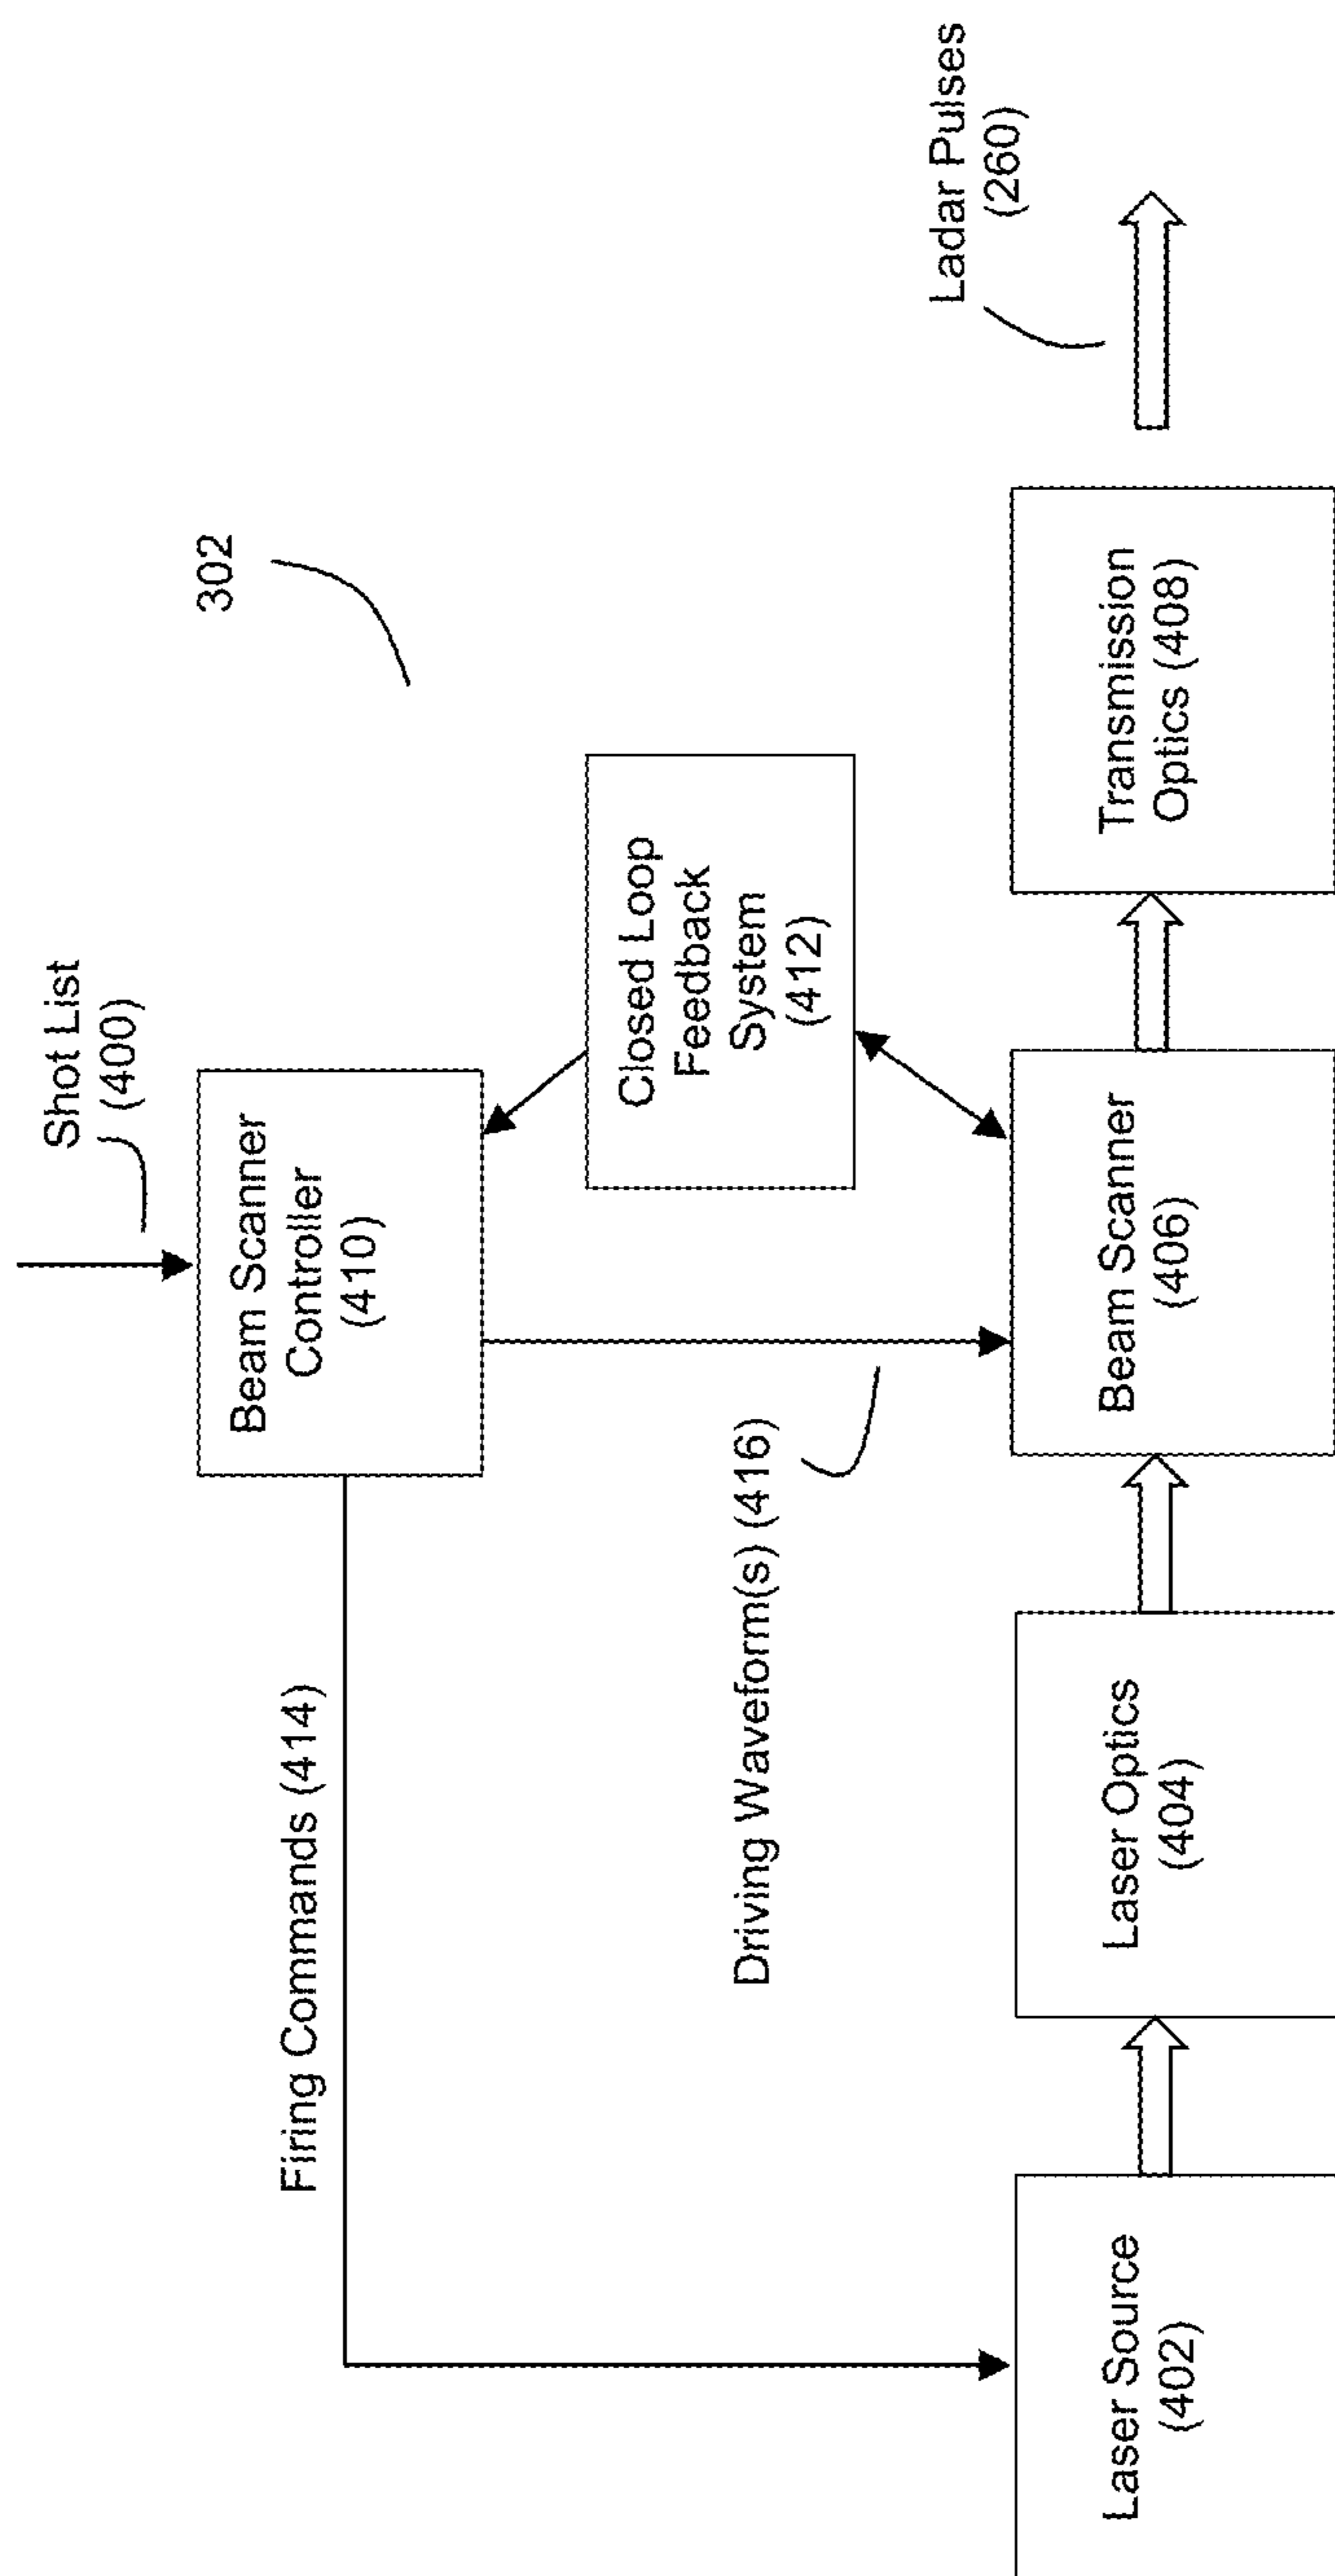 Shot List
(400)
302
Beam Scanner
Controller
(410)
Firing Commands (414)
Closed Loop
Feedback
System
(412)
Driving Waveform(s) (416)
Ladar Pulses
(260)
Laser Source
(402)
Laser Optics
(404)
Beam Scanner
(406)
Transmission
Optics (408)